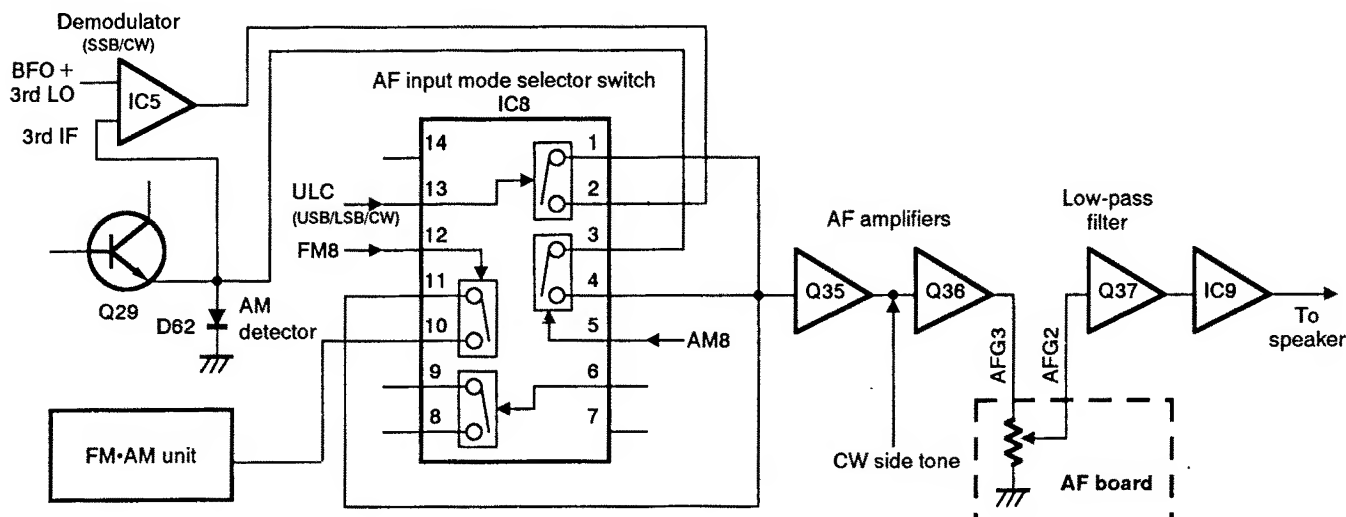 Demodulator
(SSB/CW)
BFO +
3rd LO
IC5
3rd IF
AF input mode selector switch
IC8
14
1
ULC
(USB/LSB/CW)
13
2
FM8
12
3
11
4
10
5
AM8
9
6
8
7
Q29
D62
AM
detector
FM•AM unit
AF amplifiers
Q35
Q36
CW side tone
Low-pass
filter
Q37
IC9
To
speaker
AFG3
AFG2
AF board